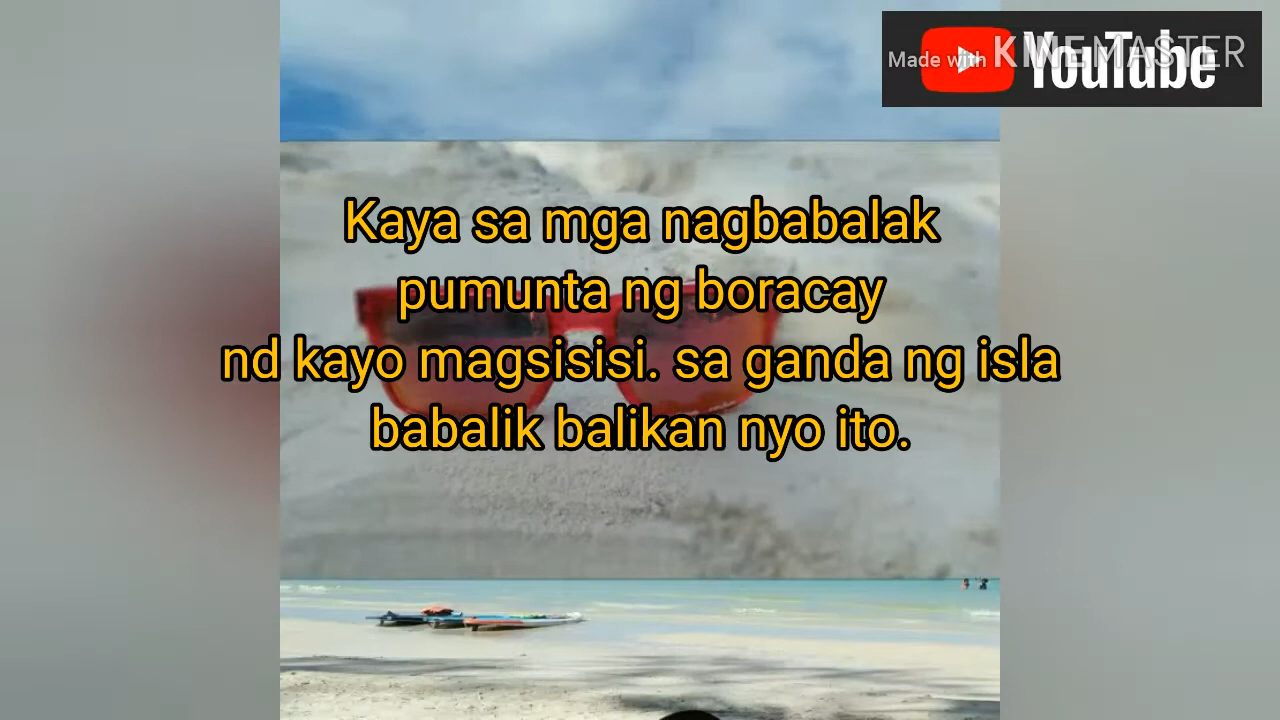 Made with KINEMASTER
YouTube
Kaya sa mga nagbabalak
pumunta ng boracay
nd kayo magsisisi. sa ganda ng isla
babalik balikan nyo ito.